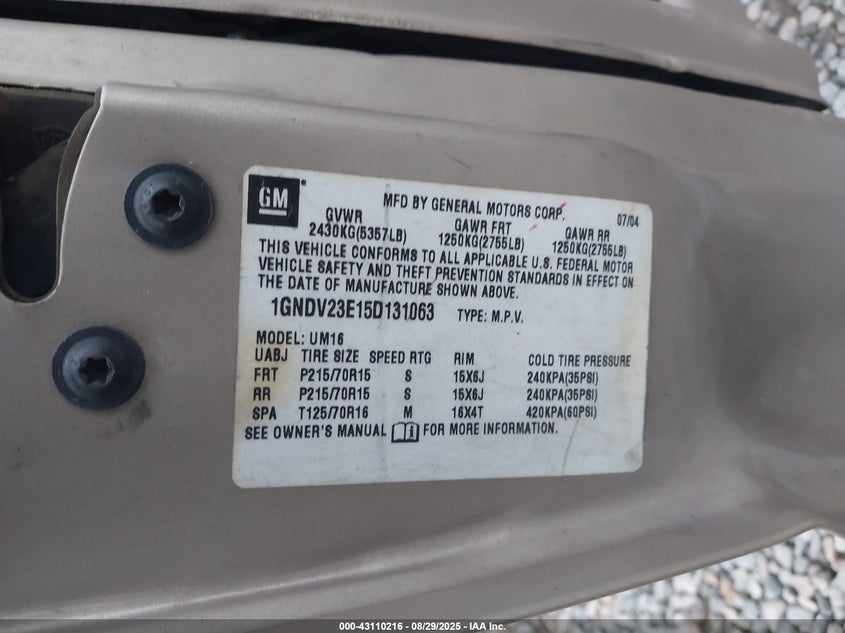 GM
MFD BY GENERAL MOTORS CORP. 07/04
GVWR GAWR FRT GAWR RR
2430KG(5357LB) 1250KG(2755LB) 1250KG(2755LB)
THIS VEHICLE CONFORMS TO ALL APPLICABLE U.S. FEDERAL MOTOR
VEHICLE SAFETY AND THEFT PREVENTION STANDARDS IN EFFECT ON
THE DATE OF MANUFACTURE SHOWN ABOVE.
1GNDV23E15D131063 TYPE: M.P.V.
MODEL: UM16
UABJ TIRE SIZE SPEED RTG RIM COLD TIRE PRESSURE
FRT P215/70R15 S 15X6J 240KPA(35PSI)
RR P215/70R15 S 15X6J 240KPA(35PSI)
SPA T125/70R16 M 16X4T 420KPA(60PSI)
SEE OWNER'S MANUAL FOR MORE INFORMATION.
000-43110216 - 08/29/2025 - IAA Inc.